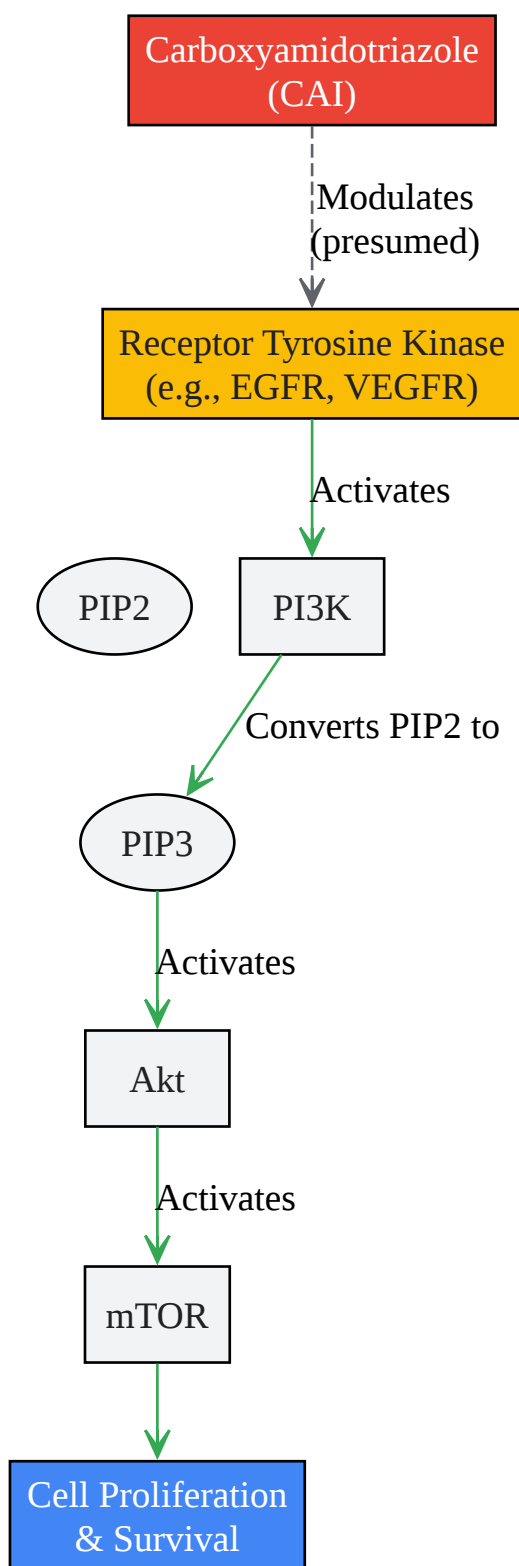 Carboxyamidotriazole
(CAI)
Modulates
(presumed)
Receptor Tyrosine Kinase
(e.g., EGFR, VEGFR)
Activates
PIP2
PI3K
Converts PIP2 to
PIP3
Activates
Akt
Activates
mTOR
Cell Proliferation
& Survival